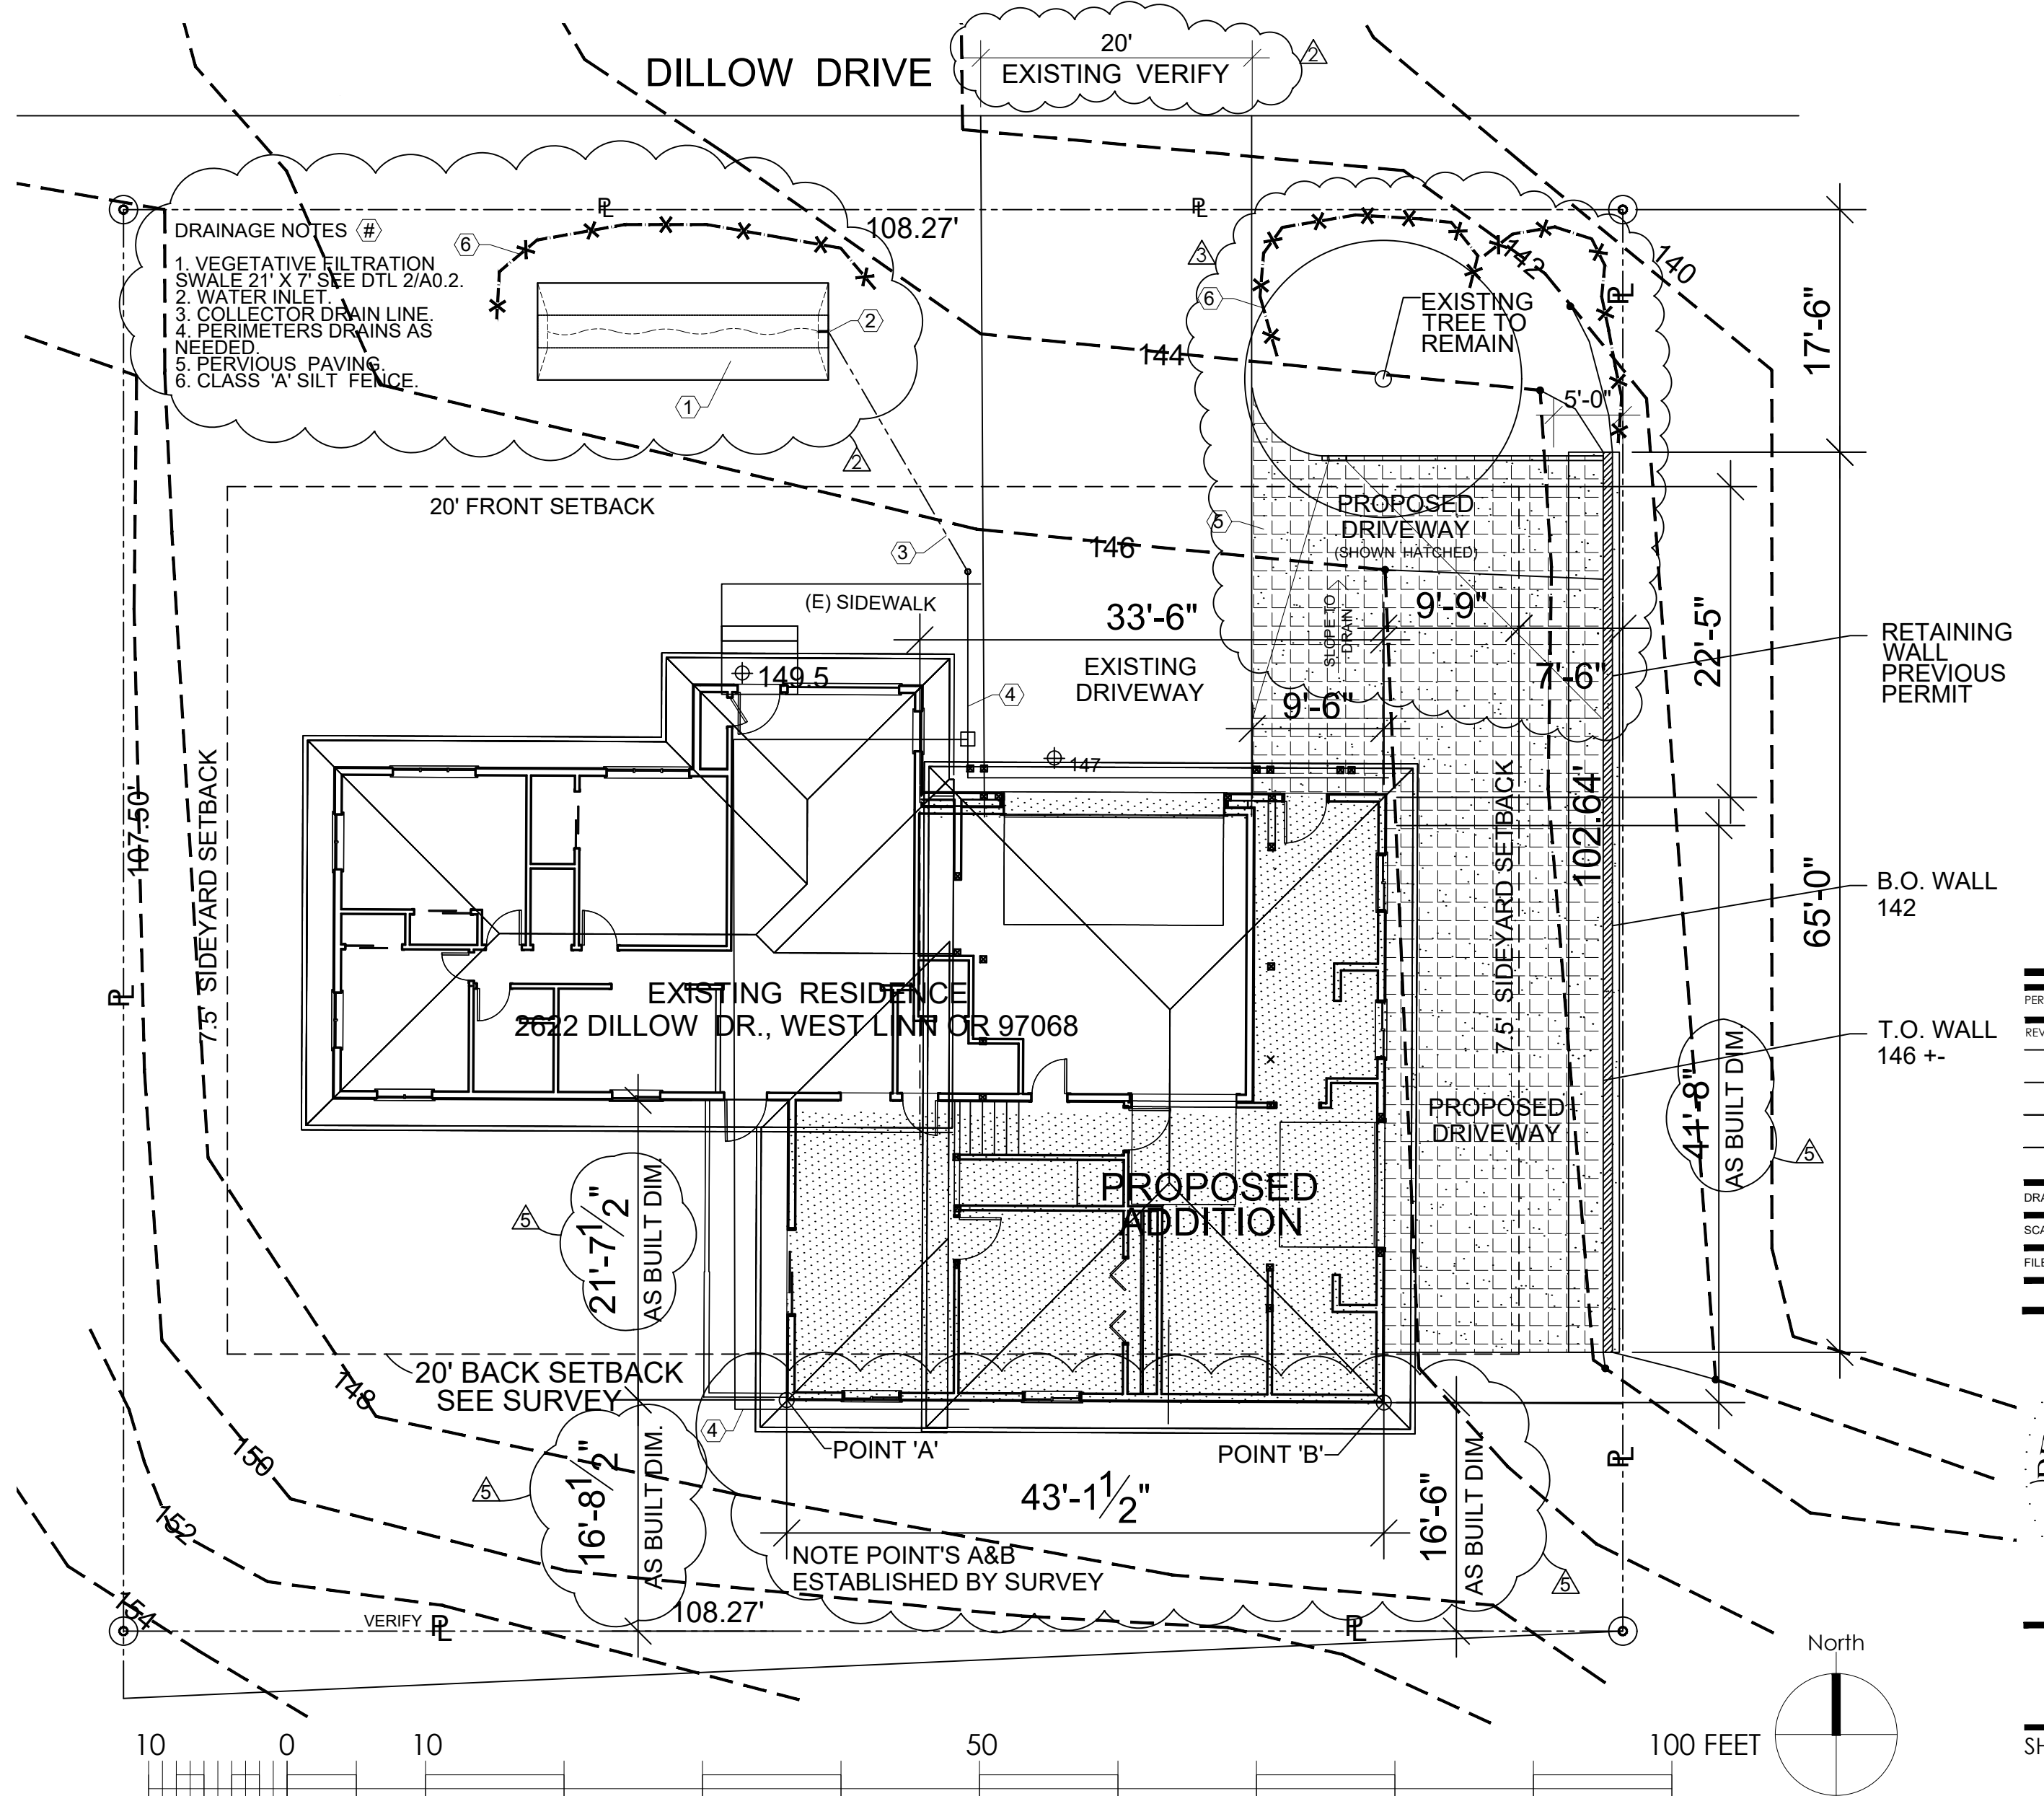 DILLOW DRIVE
20'
EXISTING VERIFY
2
DRAINAGE NOTES #
1. VEGETATIVE FILTRATION
SWALE 21' X 7' SEE DTL 2/A0.2.
2. WATER INLET.
3. COLLECTOR DRAIN LINE.
4. PERIMETERS DRAINS AS
NEEDED.
5. PERVIOUS PAVING.
6. CLASS 'A' SILT FENCE.
6
PL
108.27'
PL
3
6
142
140
PL
EXISTING
TREE TO
REMAIN
17'-6"
2
1
144
5'-0"
2
20' FRONT SETBACK
3
146
5
PROPOSED
DRIVEWAY
(SHOWN HATCHED)
SLOPE TO
DRAIN
(E) SIDEWALK
33'-6"
9'-9"
22'-5"
EXISTING
DRIVEWAY
7'-6"
9'-6"
RETAINING
WALL
PREVIOUS
PERMIT
149.5
4
147
107.50'
7.5' SIDEYARD SETBACK
PL
7.5' SIDEYARD SETBACK
102.64'
65'-0"
B.O. WALL
142
EXISTING RESIDENCE
2622 DILLOW DR., WEST LINN OR 97068
T.O. WALL
146 +-
PROPOSED
DRIVEWAY
41'-8"
AS BUILT DIM.
5
PROPOSED
ADDITION
5
21'-7 1/2"
AS BUILT DIM.
20' BACK SETBACK
SEE SURVEY
148
150
152
154
4
POINT 'A'
POINT 'B'
5
16'-8 1/2"
AS BUILT DIM.
43'-1 1/2"
16'-6"
AS BUILT DIM.
5
PL
NOTE POINT'S A&B
ESTABLISHED BY SURVEY
VERIFY
PL
108.27'
PL
North
10 0 10 50 100 FEET
PER
REV
DRA
SCA
FILE
SH